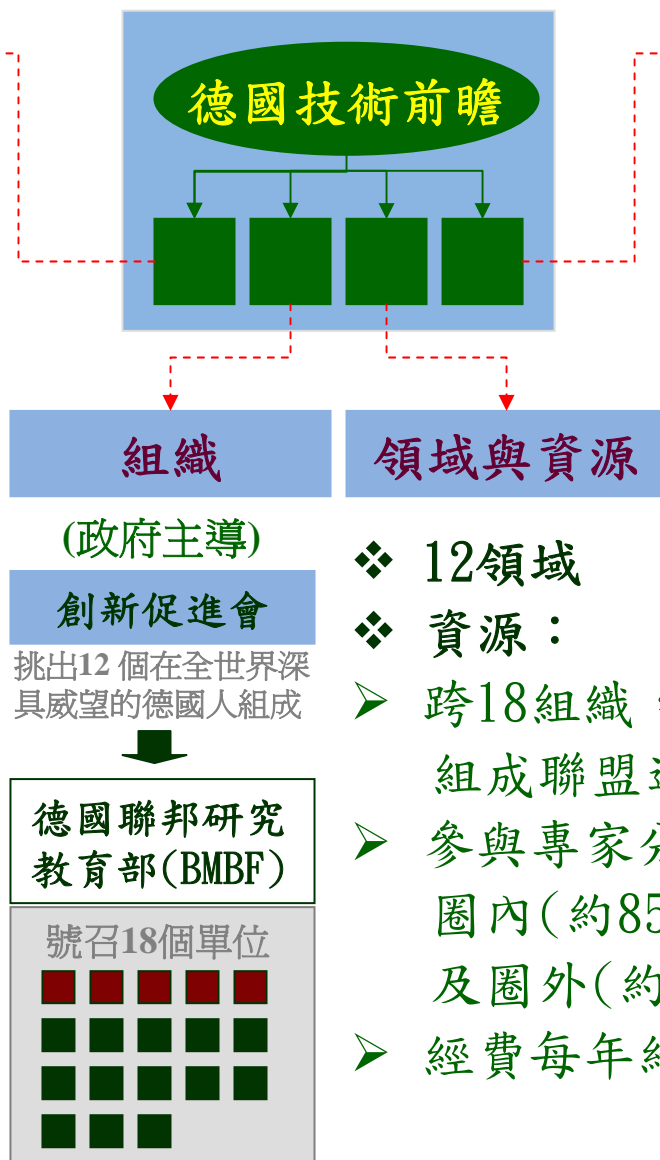 德國技術前瞻
組織
(政府主導)
創新促進會
挑出12 個在全世界深
具威望的德國人組成
德國聯邦研究
教育部(BMBF)
號召18個單位
領域與資源
❖ 12領域
❖ 資源：
➢ 跨18組織
組成聯盟
➢ 參與專家
圈內(約85
及圈外(約
➢ 經費每年